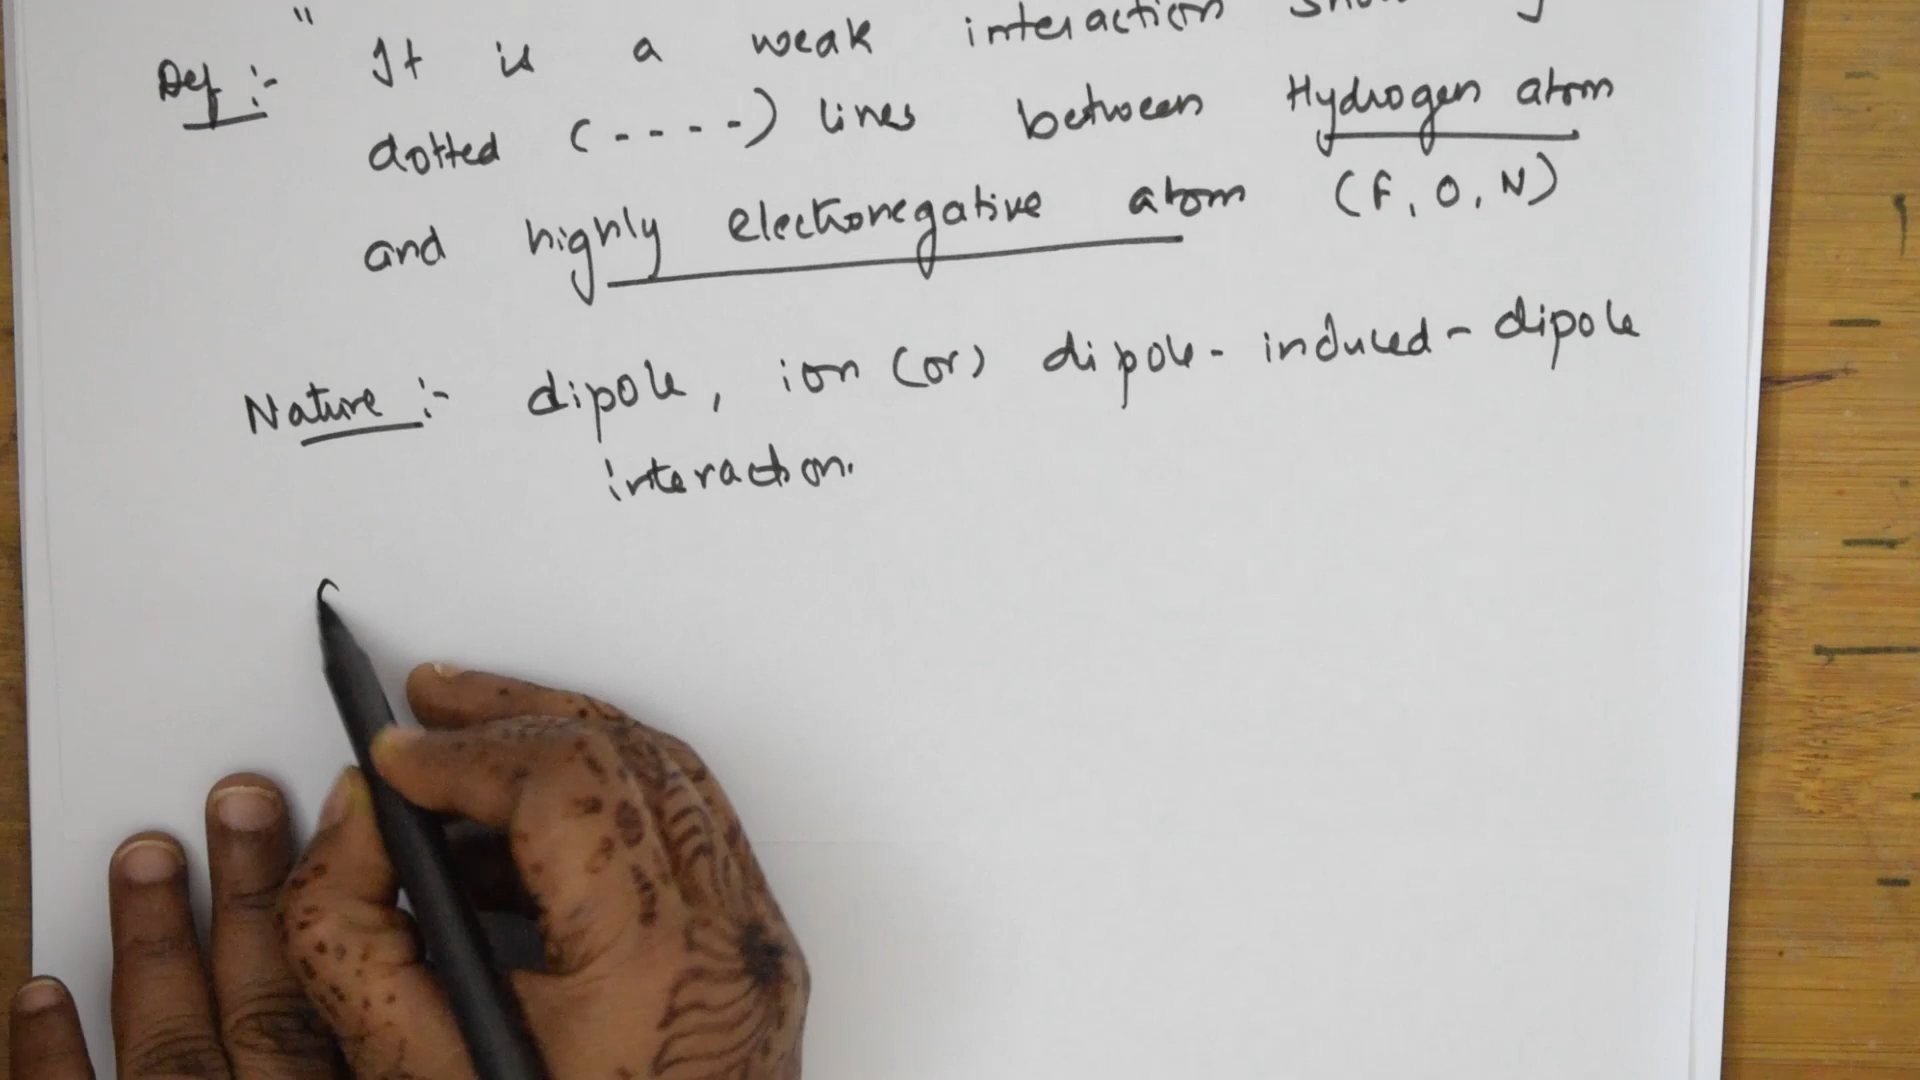 Def :- " It is a weak interaction
dotted (----) lines between Hydrogen atom
and highly electronegative atom (F, O, N)
Nature :- dipole, ion (or) dipole - induced - dipole
interaction.